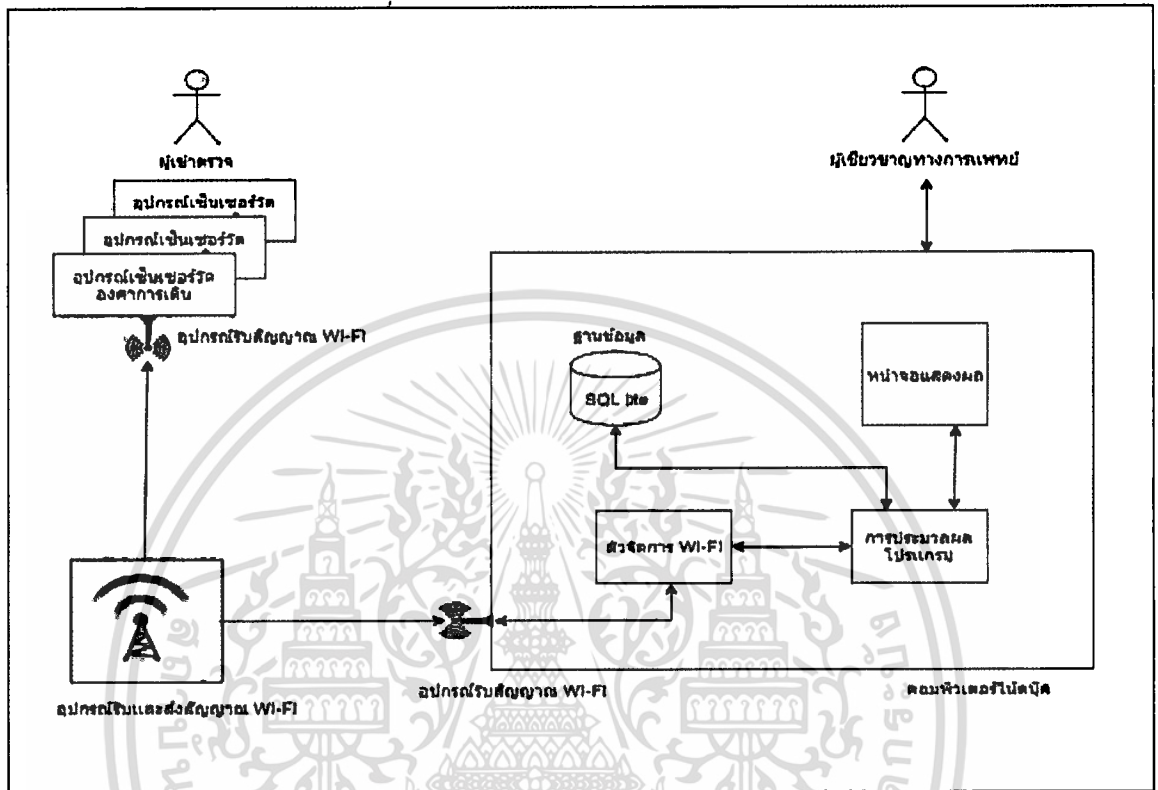 ผู้เข้าตรวจ
ผู้เชี่ยวชาญทางการแพทย์
อุปกรณ์เซ็นเซอร์วัด
อุปกรณ์เซ็นเซอร์วัด
อุปกรณ์เซ็นเซอร์วัด
องศาการเดิน
อุปกรณ์รับสัญญาณ WI-FI
ฐานข้อมูล
SQL lite
หน้าจอแสดงผล
ตัวจัดการ WI-FI
การประมวลผล
โปรแกรม
อุปกรณ์รับสัญญาณ WI-FI
คอมพิวเตอร์โน้ตบุ๊ค
อุปกรณ์รับและส่งสัญญาณ WI-FI